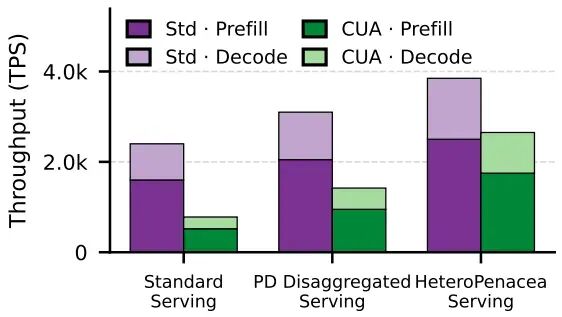 Std · Prefill
CUA · Prefill
Std · Decode
CUA · Decode
Throughput (TPS)
4.0k
2.0k
0
Standard
Serving
PD Disaggregated
Serving
HeteroPenacea
Serving